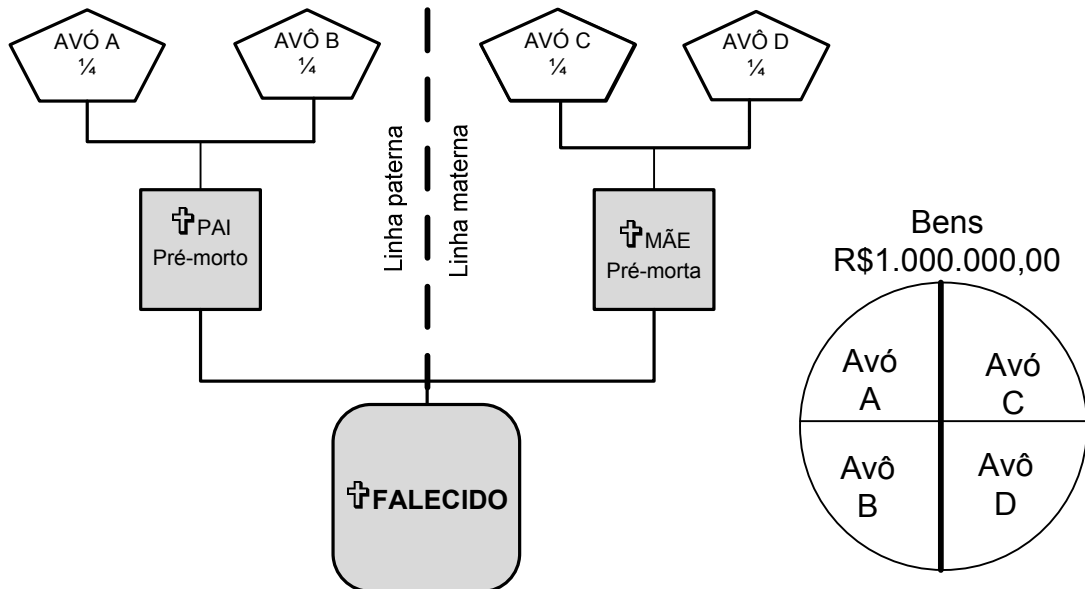 AVÓ A
¼
AVÔ B
¼
AVÓ C
¼
AVÔ D
¼
Linha paterna
Linha materna
✞PAI
Pré-morto
✞MÃE
Pré-morta
✞FALECIDO
Bens
R$1.000.000,00
Avó
A
Avó
C
Avô
B
Avô
D